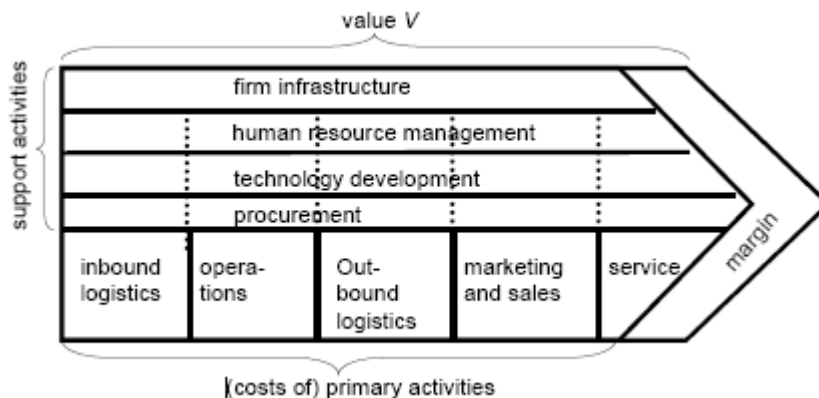 value V
support activities
firm infrastructure
human resource management
technology development
procurement
inbound
logistics
opera-
tions
Out-
bound
logistics
marketing
and sales
service
margin
(costs of) primary activities